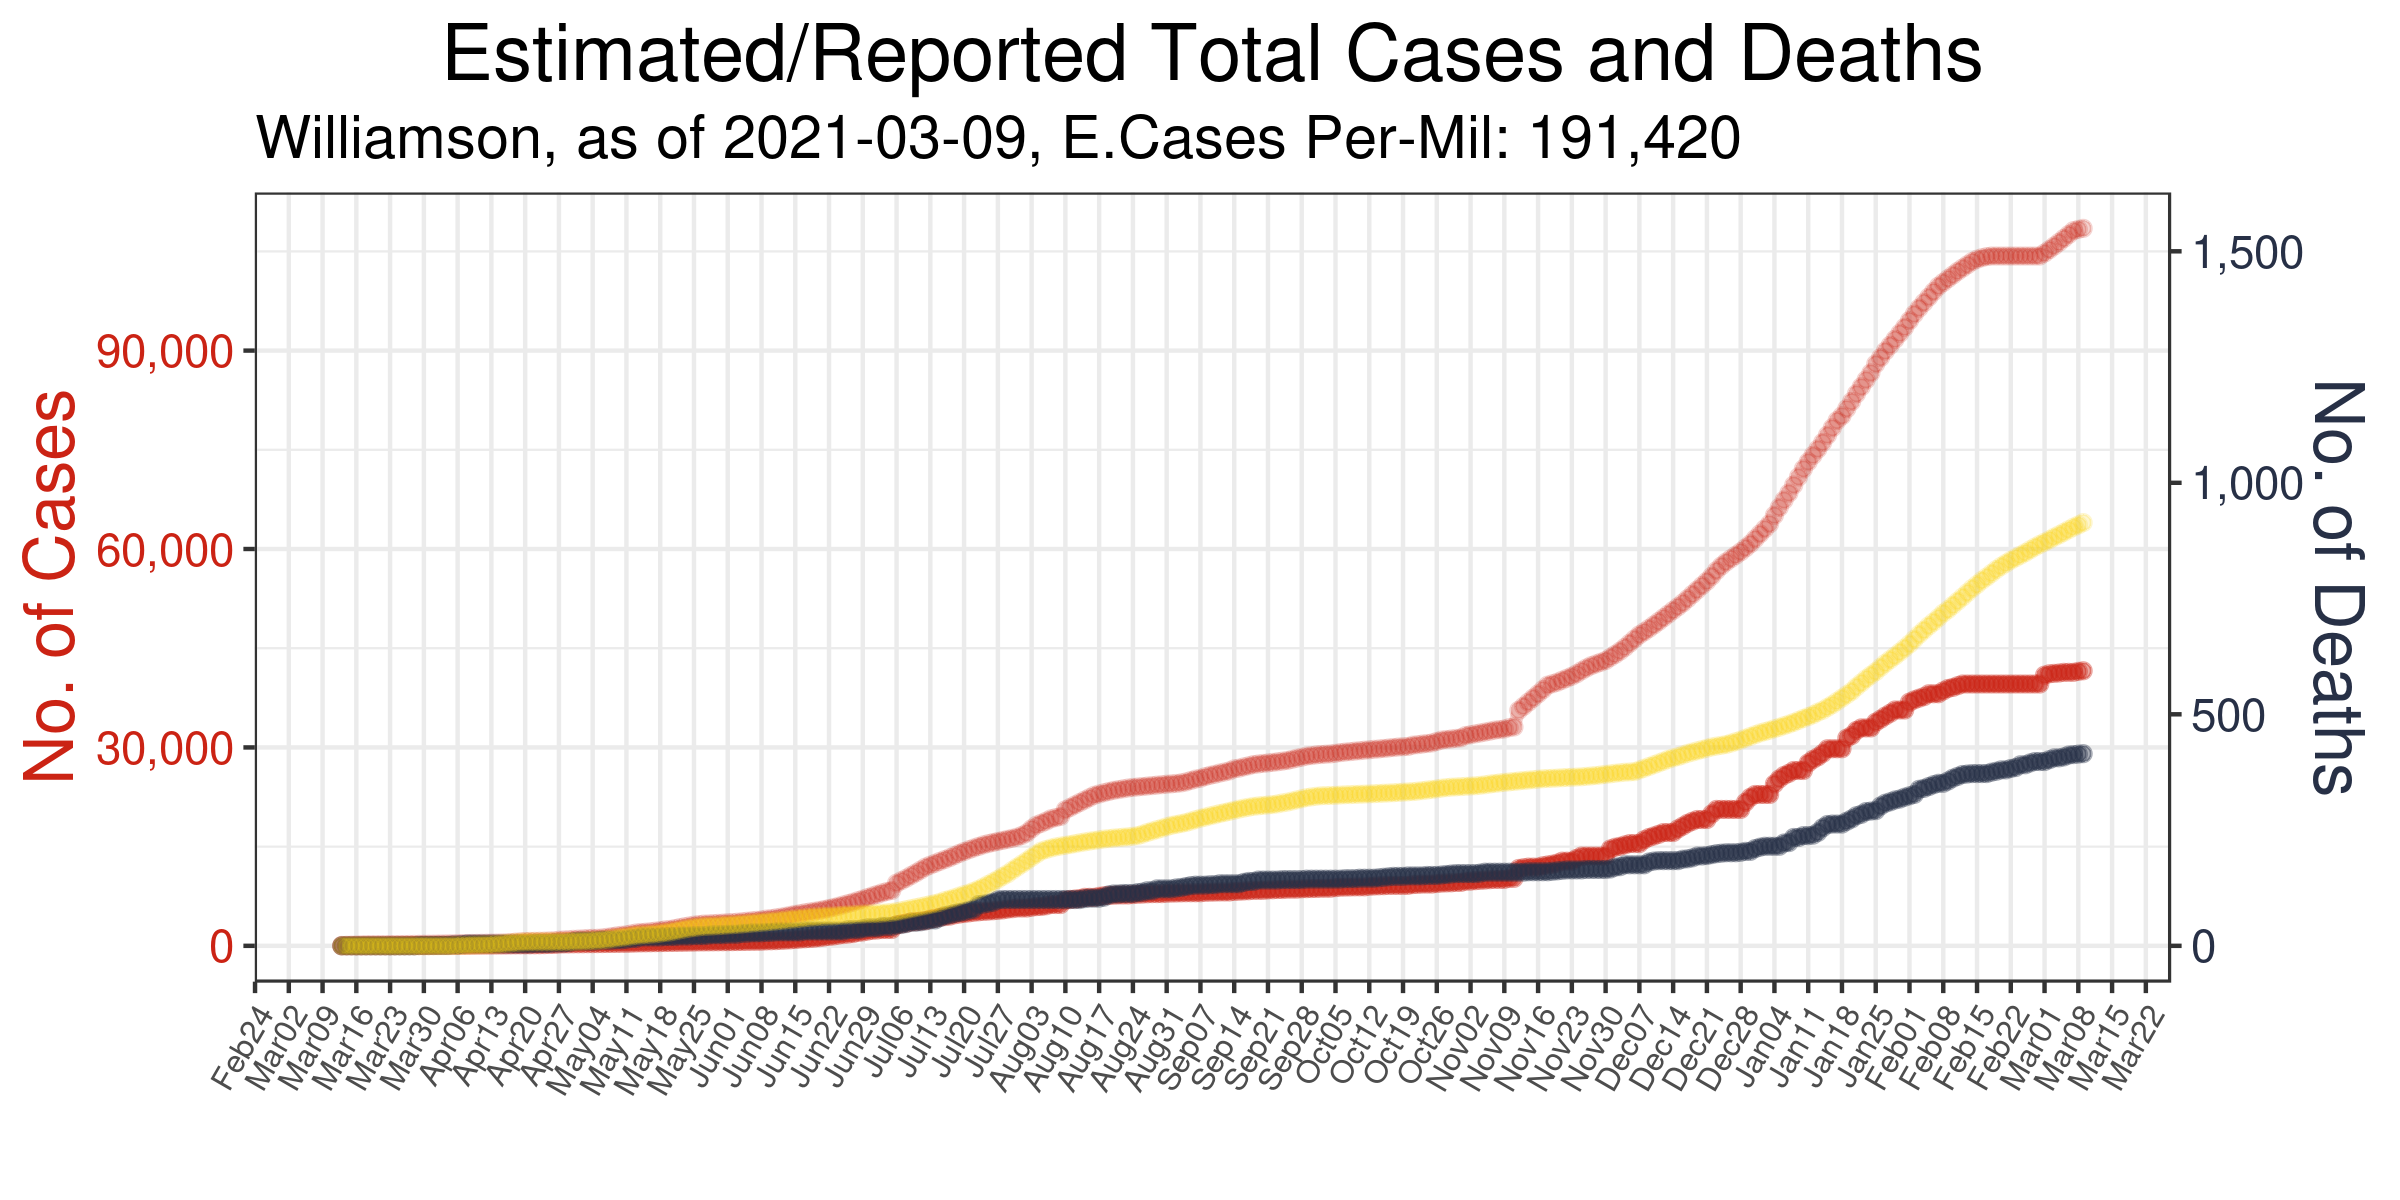 Estimated/Reported Total Cases and Deaths
Williamson, as of 2021-03-09, E.Cases Per-Mil: 191,420
No. of Cases
90,000
60,000
30,000
0
1,500
1,000
500
0
No. of Deaths
Feb24
Mar02
Mar09
Mar16
Mar23
Mar30
Apr06
Apr13
Apr20
Apr27
May04
May11
May18
May25
Jun01
Jun08
Jun15
Jun22
Jun29
Jul06
Jul13
Jul20
Jul27
Aug03
Aug10
Aug17
Aug24
Aug31
Sep07
Sep14
Sep21
Sep28
Oct05
Oct12
Oct19
Oct26
Nov02
Nov09
Nov16
Nov23
Nov30
Dec07
Dec14
Dec21
Dec28
Jan04
Jan11
Jan18
Jan25
Feb01
Feb08
Feb15
Feb22
Mar01
Mar08
Mar15
Mar22